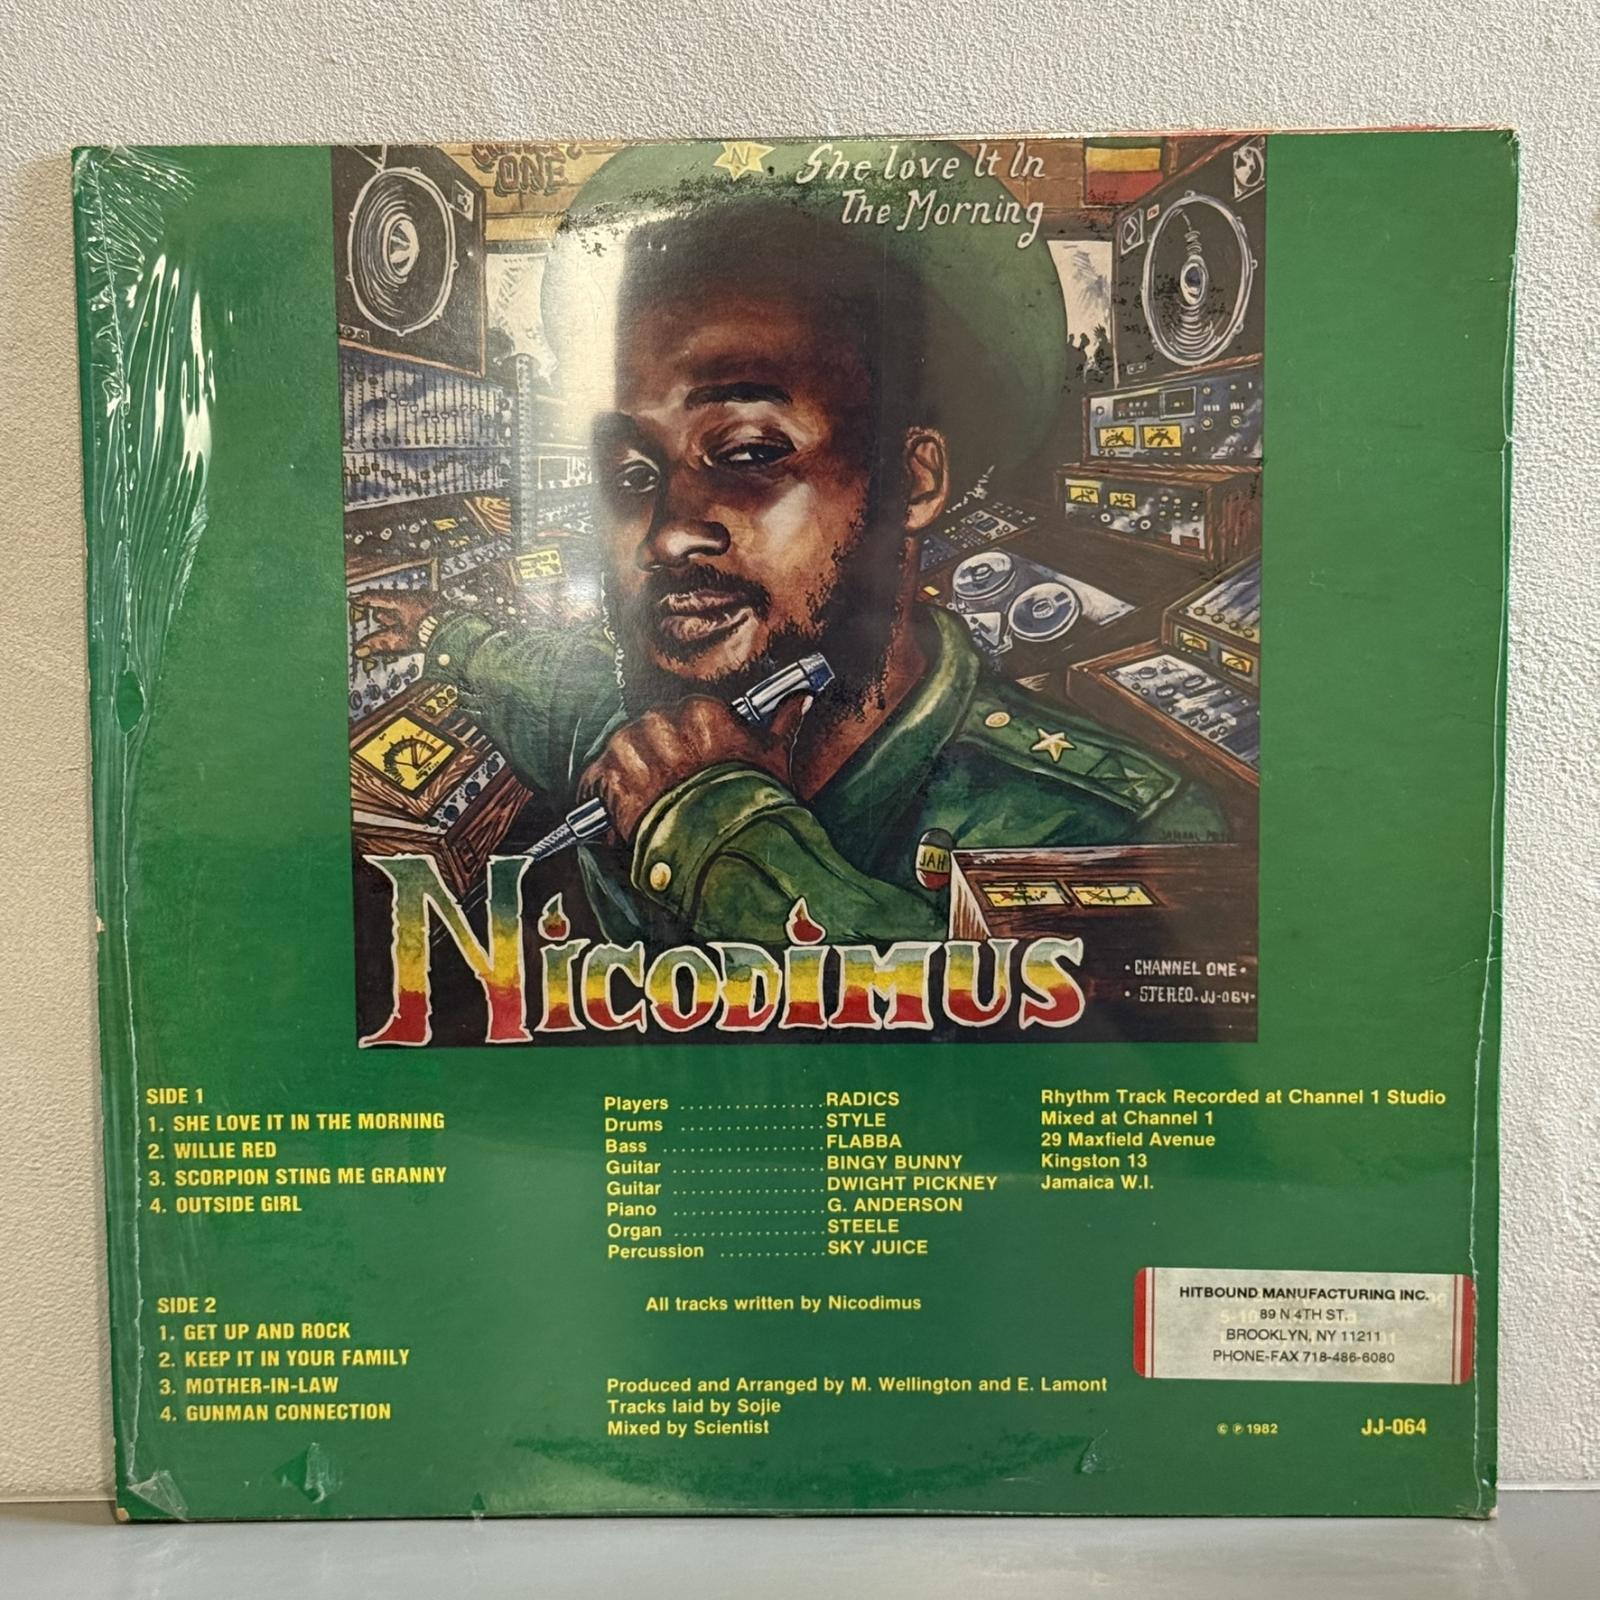 CHANNEL
ONE
N
She Love It In
The Morning
JAH
NICODIMUS
• CHANNEL ONE •
• STEREO. JJ-064 •
SIDE 1
1. SHE LOVE IT IN THE MORNING
2. WILLIE RED
3. SCORPION STING ME GRANNY
4. OUTSIDE GIRL
SIDE 2
1. GET UP AND ROCK
2. KEEP IT IN YOUR FAMILY
3. MOTHER-IN-LAW
4. GUNMAN CONNECTION
Players ................ RADICS
Drums ................ STYLE
Bass ................ FLABBA
Guitar ................ BINGY BUNNY
Guitar ................ DWIGHT PICKNEY
Piano ................ G. ANDERSON
Organ ................ STEELE
Percussion ............ SKY JUICE
All tracks written by Nicodimus
Produced and Arranged by M. Wellington and E. Lamont
Tracks laid by Sojie
Mixed by Scientist
Rhythm Track Recorded at Channel 1 Studio
Mixed at Channel 1
29 Maxfield Avenue
Kingston 13
Jamaica W.I.
HITBOUND MANUFACTURING INC.
89 N 4TH ST.
BROOKLYN, NY 11211
PHONE-FAX 718-486-6080
© ℗ 1982
JJ-064